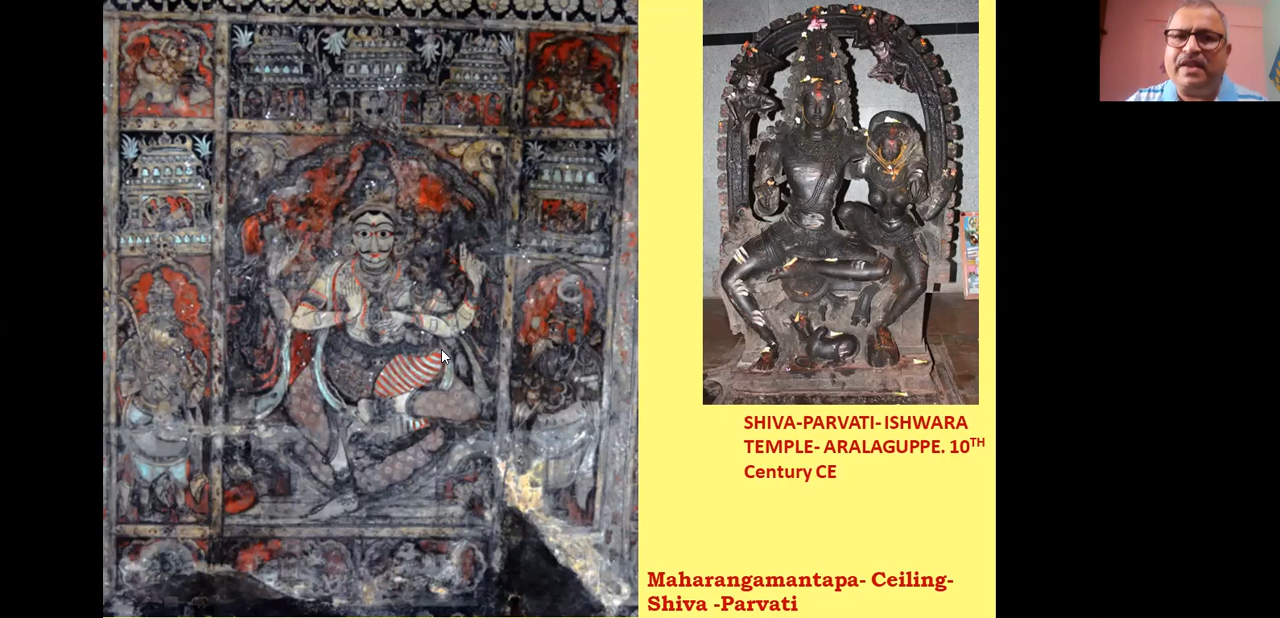 SHIVA-PARVATI- ISHWARA
TEMPLE- ARALAGUPPE. 10TH
Century CE
Maharangamantapa- Ceiling-
Shiva -Parvati